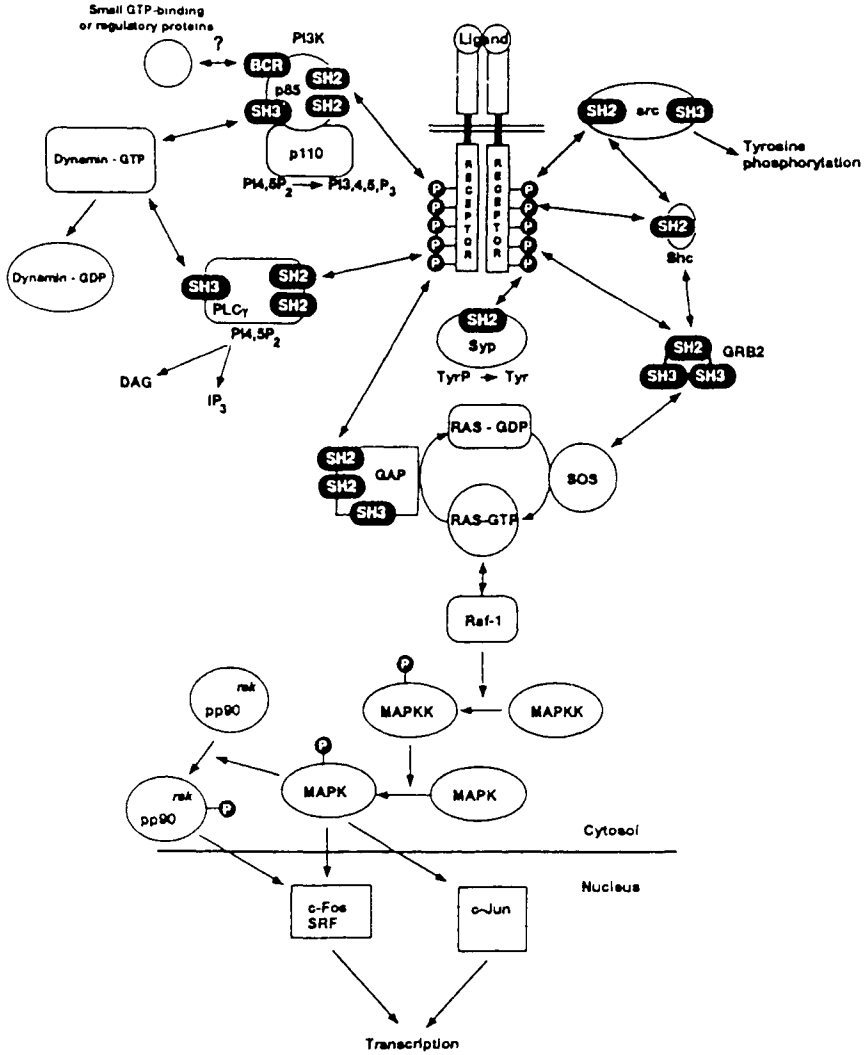 Small GTP-binding
or regulatory proteins
?
PI3K
BCR
p85
SH2
SH2
SH3
p110
PI4,5P2 → PI3,4,5,P3
Dynamin - GTP
Dynamin - GDP
SH3
SH2
SH2
PLCγ
PI4,5P2
DAG
IP3
Ligand
RECEPTOR
RECEPTOR
P
P
P
P
P
P
P
P
P
P
SH2
src
SH3
Tyrosine
phosphorylation
SH2
Shc
SH2
GRB2
SH3
SH3
SH2
Syp
TyrP → Tyr
SH2
SH2
SH3
GAP
RAS - GDP
RAS-GTP
SOS
Raf-1
P
MAPKK
MAPKK
rsk
pp90
P
MAPK
MAPK
rsk
pp90
P
Cytosol
Nucleus
c-Fos
SRF
c-Jun
Transcription